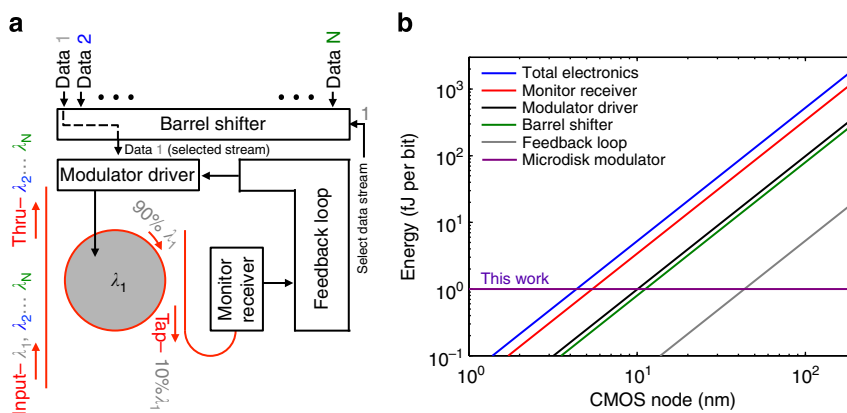 a
Data 1
Data 2
Data N
Barrel shifter
1
Data 1 (selected stream)
Modulator driver
Select data stream
Feedback loop
Monitor
receiver
90% λ1
λ1
Tap– 10%λ1
Thru– λ2... λN
Input– λ1, λ2... λN
b
Total electronics
Monitor receiver
Modulator driver
Barrel shifter
Feedback loop
Microdisk modulator
This work
Energy (fJ per bit)
10³
10²
10¹
10⁰
10⁻¹
10⁰
10¹
10²
CMOS node (nm)